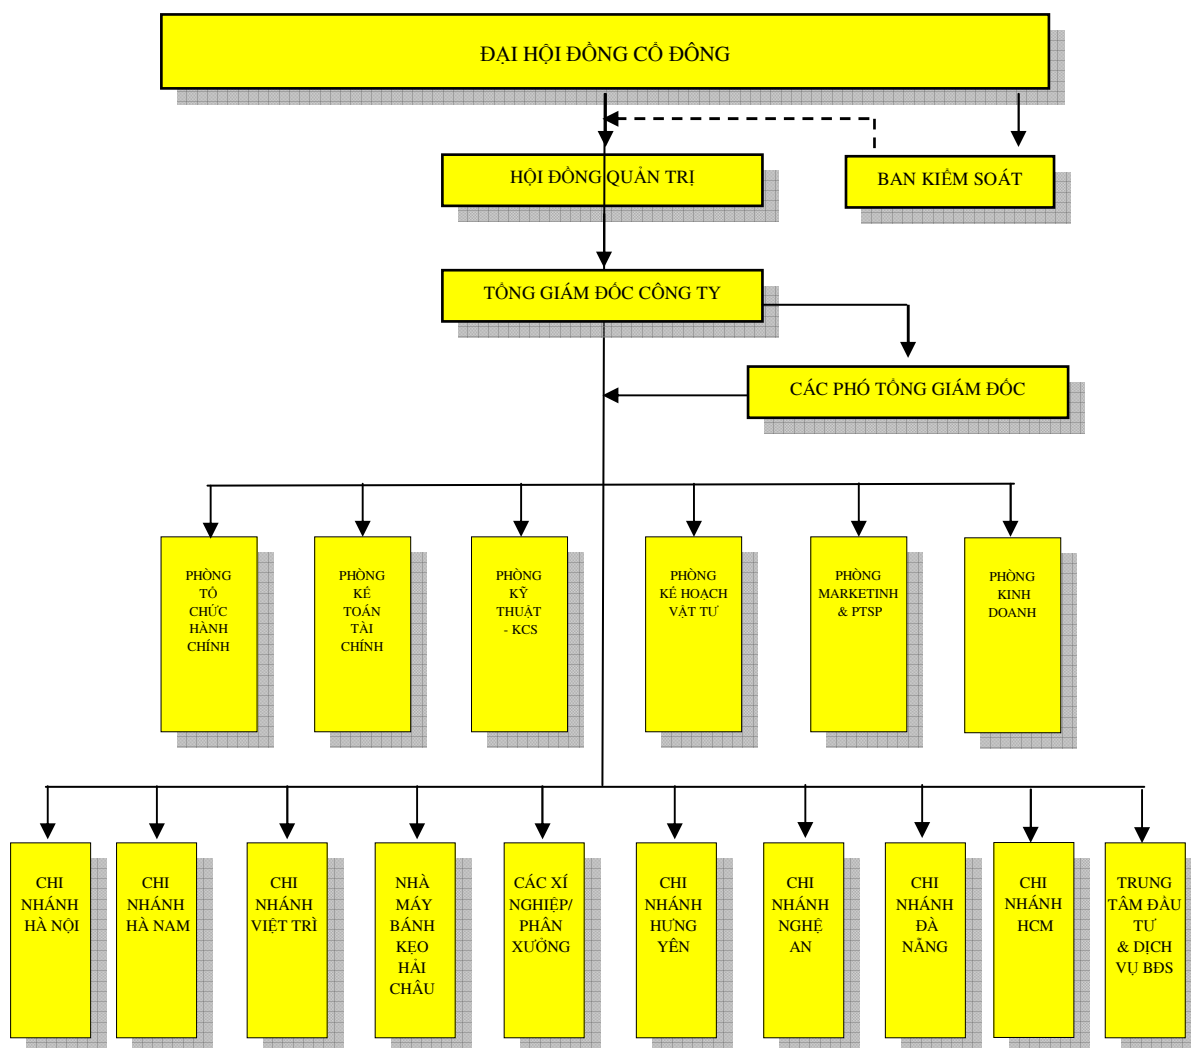 ĐẠI HỘI ĐỒNG CỔ ĐÔNG
HỘI ĐỒNG QUẢN TRỊ
BAN KIỂM SOÁT
TỔNG GIÁM ĐỐC CÔNG TY
CÁC PHÓ TỔNG GIÁM ĐỐC
PHÒNG
TỔ
CHỨC
HÀNH
CHÍNH
PHÒNG
KẾ
TOÁN
TÀI
CHÍNH
PHÒNG
KỸ
THUẬT
- KCS
PHÒNG
KẾ HOẠCH
VẬT TƯ
PHÒNG
MARKETINH
& PTSP
PHÒNG
KINH
DOANH
CHI
NHÁNH
HÀ NỘI
CHI
NHÁNH
HÀ NAM
CHI
NHÁNH
VIỆT TRÌ
NHÀ
MÁY
BÁNH
KẸO
HẢI
CHÂU
CÁC XÍ
NGHIỆP/
PHÂN
XƯỞNG
CHI
NHÁNH
HƯNG
YÊN
CHI
NHÁNH
NGHỆ
AN
CHI
NHÁNH
ĐÀ
NẴNG
CHI
NHÁNH
HCM
TRUNG
TÂM ĐẦU
TƯ
& DỊCH
VỤ BĐS